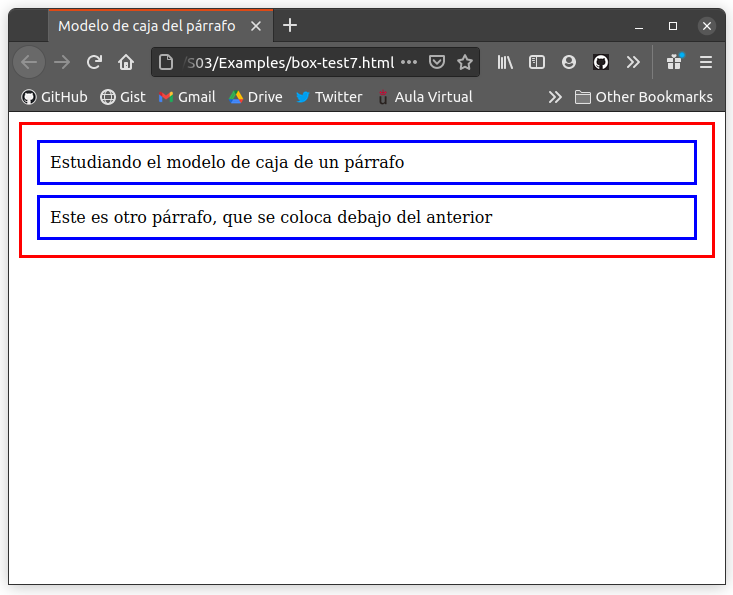 Modelo de caja del párrafo
/S03/Examples/box-test7.html
GitHub Gist Gmail Drive Twitter Aula Virtual Other Bookmarks
Estudiando el modelo de caja de un párrafo
Este es otro párrafo, que se coloca debajo del anterior